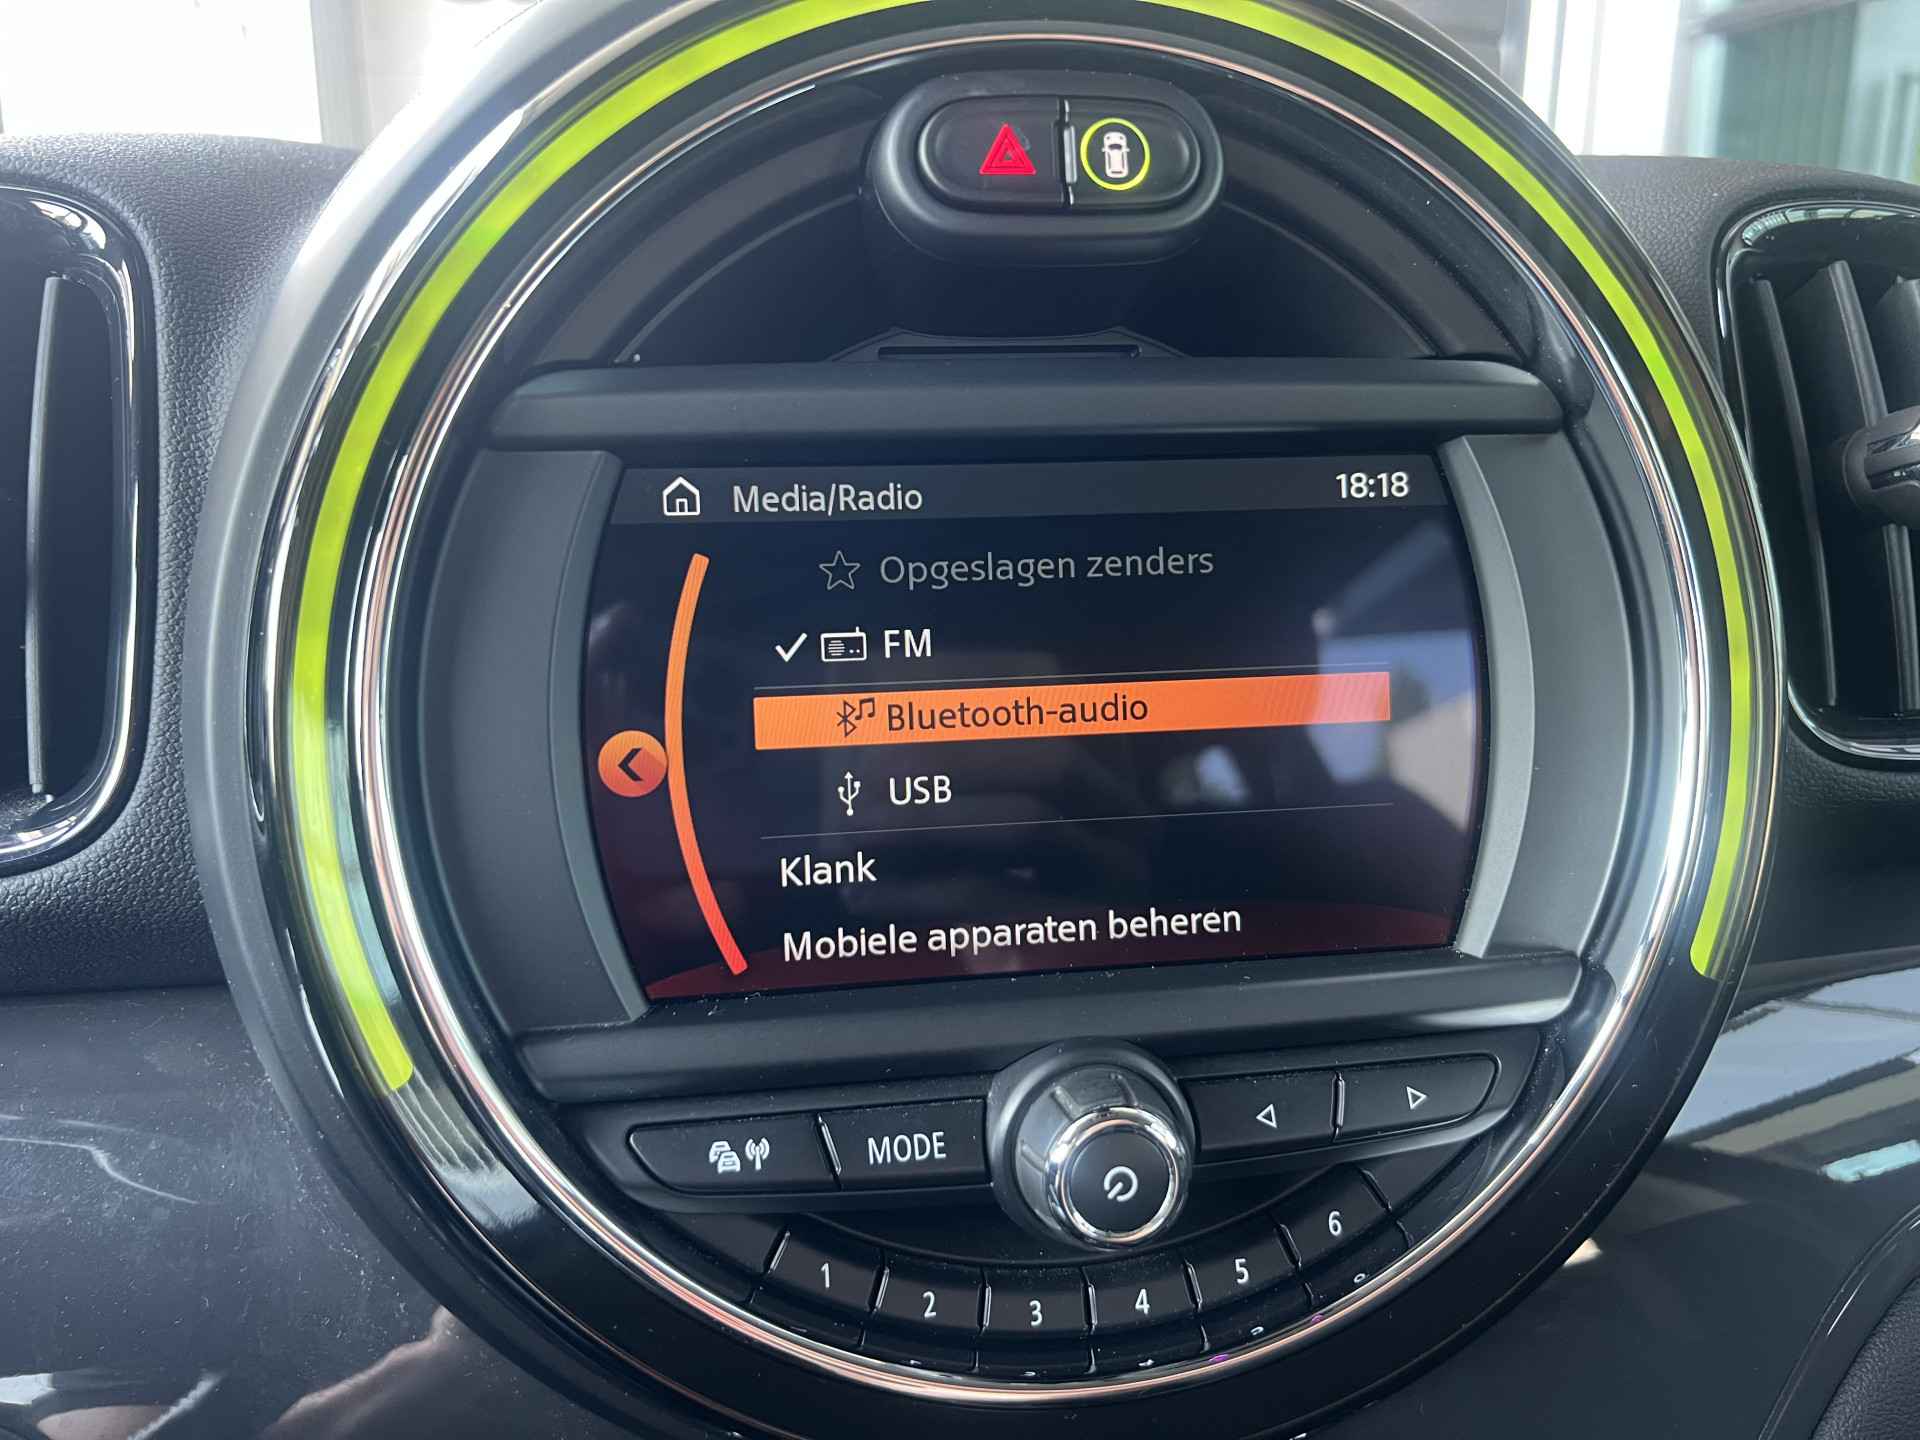 Media/Radio
18:18
Opgeslagen zenders
FM
Bluetooth-audio
USB
Klank
Mobiele apparaten beheren
MODE
1
2
3
4
5
6